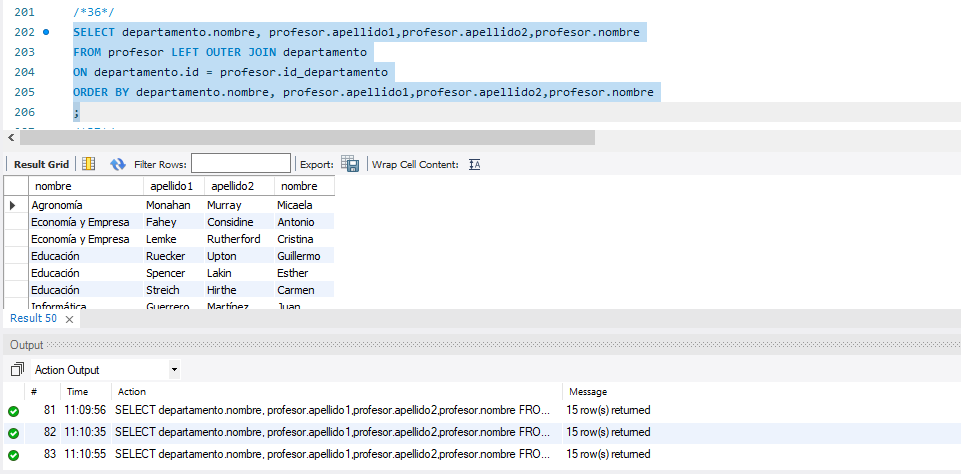 201
202 /*36*/
SELECT departamento.nombre, profesor.apellido1,profesor.apellido2,profesor.nombre
203 FROM profesor LEFT OUTER JOIN departamento
204 ON departamento.id = profesor.id_departamento
205 ORDER BY departamento.nombre, profesor.apellido1,profesor.apellido2,profesor.nombre
206 ;
Result Grid Filter Rows: Export: Wrap Cell Content: IA
nombre apellido1 apellido2 nombre
Agronomía Monahan Murray Micaela
Economía y Empresa Fahey Considine Antonio
Economía y Empresa Lemke Rutherford Cristina
Educación Ruecker Upton Guillermo
Educación Spencer Lakin Esther
Educación Streich Hirthe Carmen
Informática Guerrero Martínez Juan
Result 50
Output
Action Output
# Time Action Message
81 11:09:56 SELECT departamento.nombre, profesor.apellido1,profesor.apellido2,profesor.nombre FRO... 15 row(s) returned
82 11:10:35 SELECT departamento.nombre, profesor.apellido1,profesor.apellido2,profesor.nombre FRO... 15 row(s) returned
83 11:10:55 SELECT departamento.nombre, profesor.apellido1,profesor.apellido2,profesor.nombre FRO... 15 row(s) returned